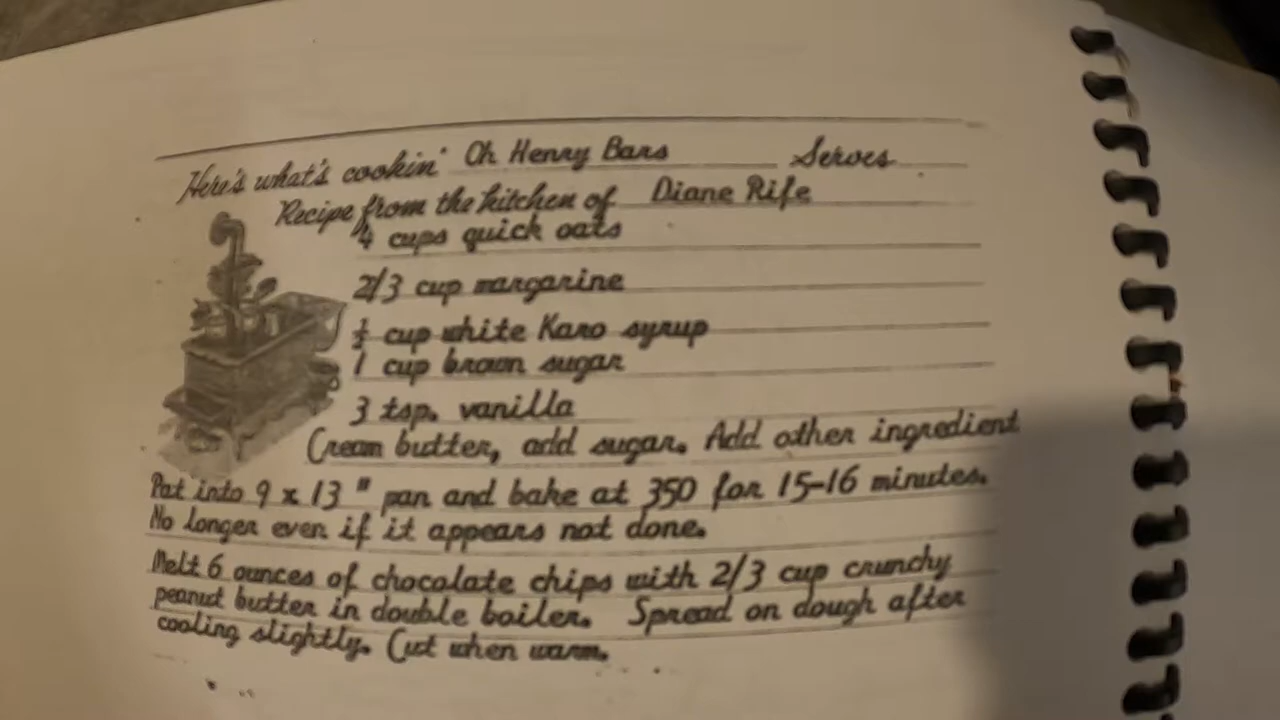 Here's what's cookin' Oh Henry Bars Serves
Recipe from the kitchen of Diane Rife
4 cups quick oats
2/3 cup margarine
½ cup white Karo syrup
1 cup brown sugar
3 tsp. vanilla
Cream butter, add sugar. Add other ingredient
Pat into 9 x 13 " pan and bake at 350 for 15-16 minutes.
No longer even if it appears not done.
Melt 6 ounces of chocolate chips with 2/3 cup crunchy
peanut butter in double boiler. Spread on dough after
cooling slightly. Cut when warm.